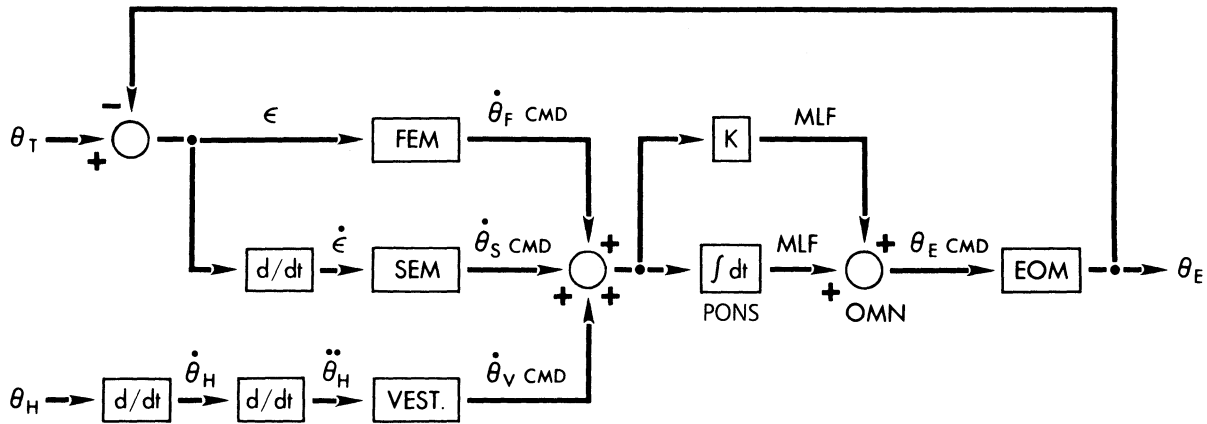 −
ϵ
θ̇F CMD
MLF
θT
+
FEM
K
ϵ̇
θ̇S CMD
+
MLF
+
θE CMD
d/dt
SEM
∫ dt
EOM
θE
+
+
PONS
+
OMN
θ̇H
θ̈H
θ̇V CMD
θH
d/dt
d/dt
VEST.